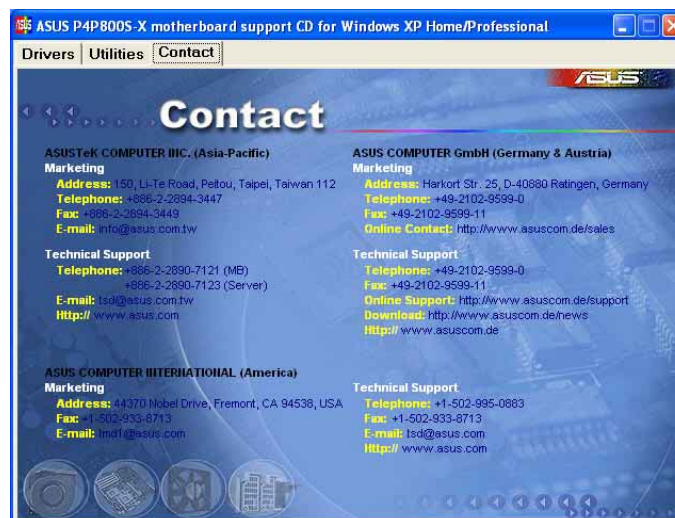 ASUS P4P800S-X motherboard support CD for Windows XP Home/Professional
Drivers Utilities Contact
ASUS
Contact
ASUSTeK COMPUTER INC. (Asia-Pacific)
Marketing
Address: 150, Li-Te Road, Peitou, Taipei, Taiwan 112
Telephone: +886-2-2894-3447
Fax: +886-2-2894-3449
E-mail: info@asus.com.tw
Technical Support
Telephone: +886-2-2890-7121 (MB)
+886-2-2890-7123 (Server)
E-mail: tsd@asus.com.tw
Http:// www.asus.com
ASUS COMPUTER GmbH (Germany & Austria)
Marketing
Address: Harkort Str. 25, D-40880 Ratingen, Germany
Telephone: +49-2102-9599-0
Fax: +49-2102-9599-11
Online Contact: http://www.asuscom.de/sales
Technical Support
Telephone: +49-2102-9599-0
Fax: +49-2102-9599-11
Online Support: http://www.asuscom.de/support
Download: http://www.asuscom.de/news
Http:// www.asuscom.de
ASUS COMPUTER INTERNATIONAL (America)
Marketing
Address: 44370 Nobel Drive, Fremont, CA 94538, USA
Fax: +1-502-933-8713
E-mail: tmd1@asus.com
Technical Support
Telephone: +1-502-995-0883
Fax: +1-502-933-8713
E-mail: tsd@asus.com
Http:// www.asus.com